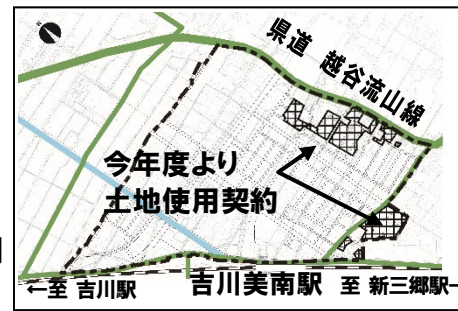 県道 越谷流山線
今年度より
土地使用契約
←至 吉川駅
吉川美南駅
至 新三郷駅→